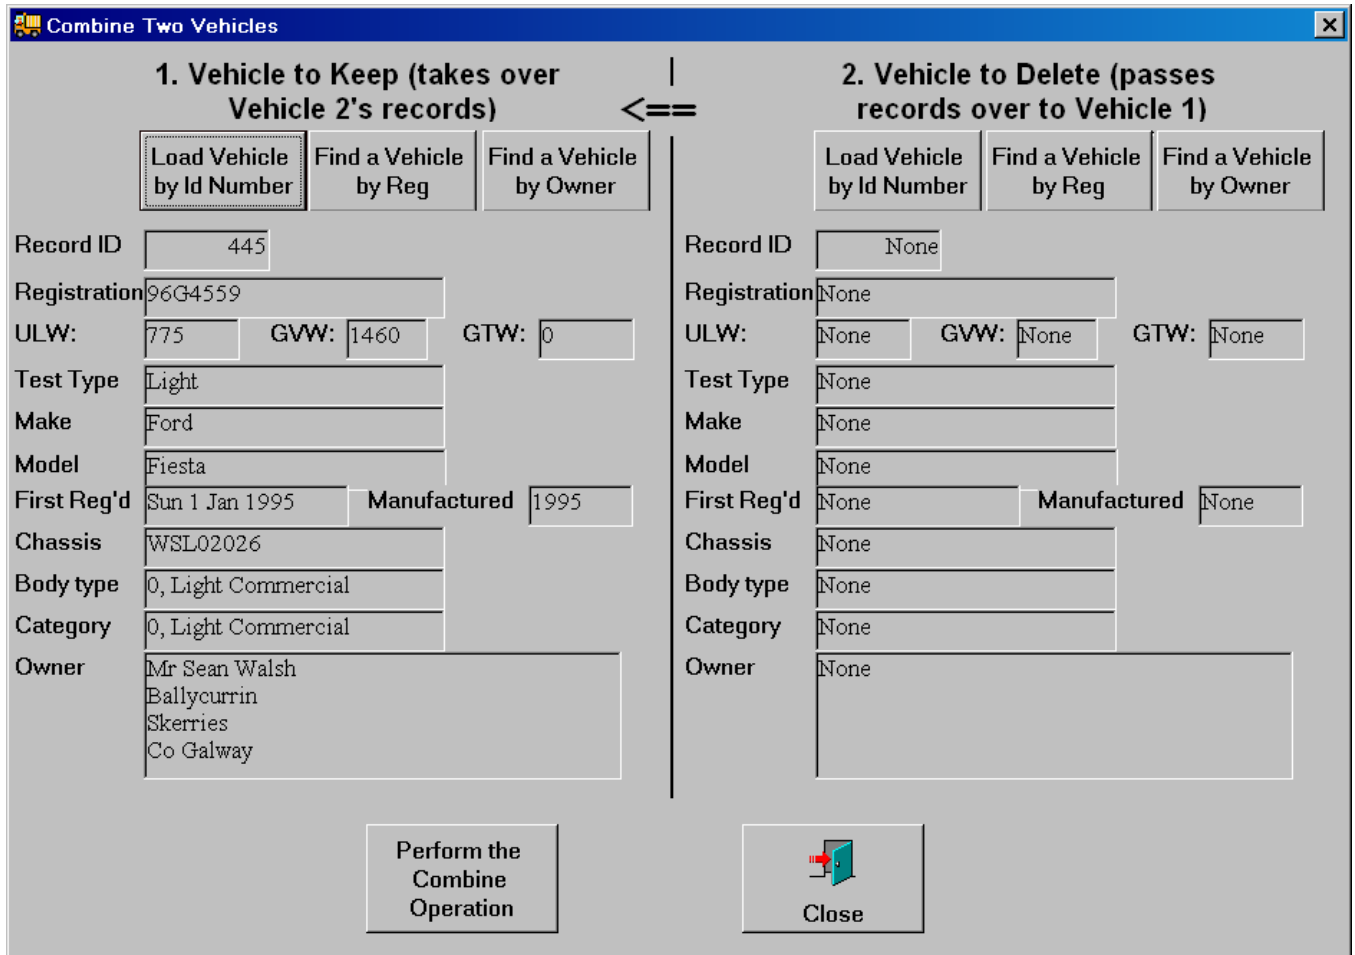 Combine Two Vehicles
1. Vehicle to Keep (takes over
Vehicle 2's records)
|
<==
2. Vehicle to Delete (passes
records over to Vehicle 1)
Load Vehicle
by Id Number
Find a Vehicle
by Reg
Find a Vehicle
by Owner
Load Vehicle
by Id Number
Find a Vehicle
by Reg
Find a Vehicle
by Owner
Record ID 445
Registration 96G4559
ULW: 775 GVW: 1460 GTW: 0
Test Type Light
Make Ford
Model Fiesta
First Reg'd Sun 1 Jan 1995 Manufactured 1995
Chassis WSL02026
Body type 0, Light Commercial
Category 0, Light Commercial
Owner Mr Sean Walsh
Ballycurrin
Skerries
Co Galway
Record ID None
Registration None
ULW: None GVW: None GTW: None
Test Type None
Make None
Model None
First Reg'd None Manufactured None
Chassis None
Body type None
Category None
Owner None
Perform the
Combine
Operation
Close